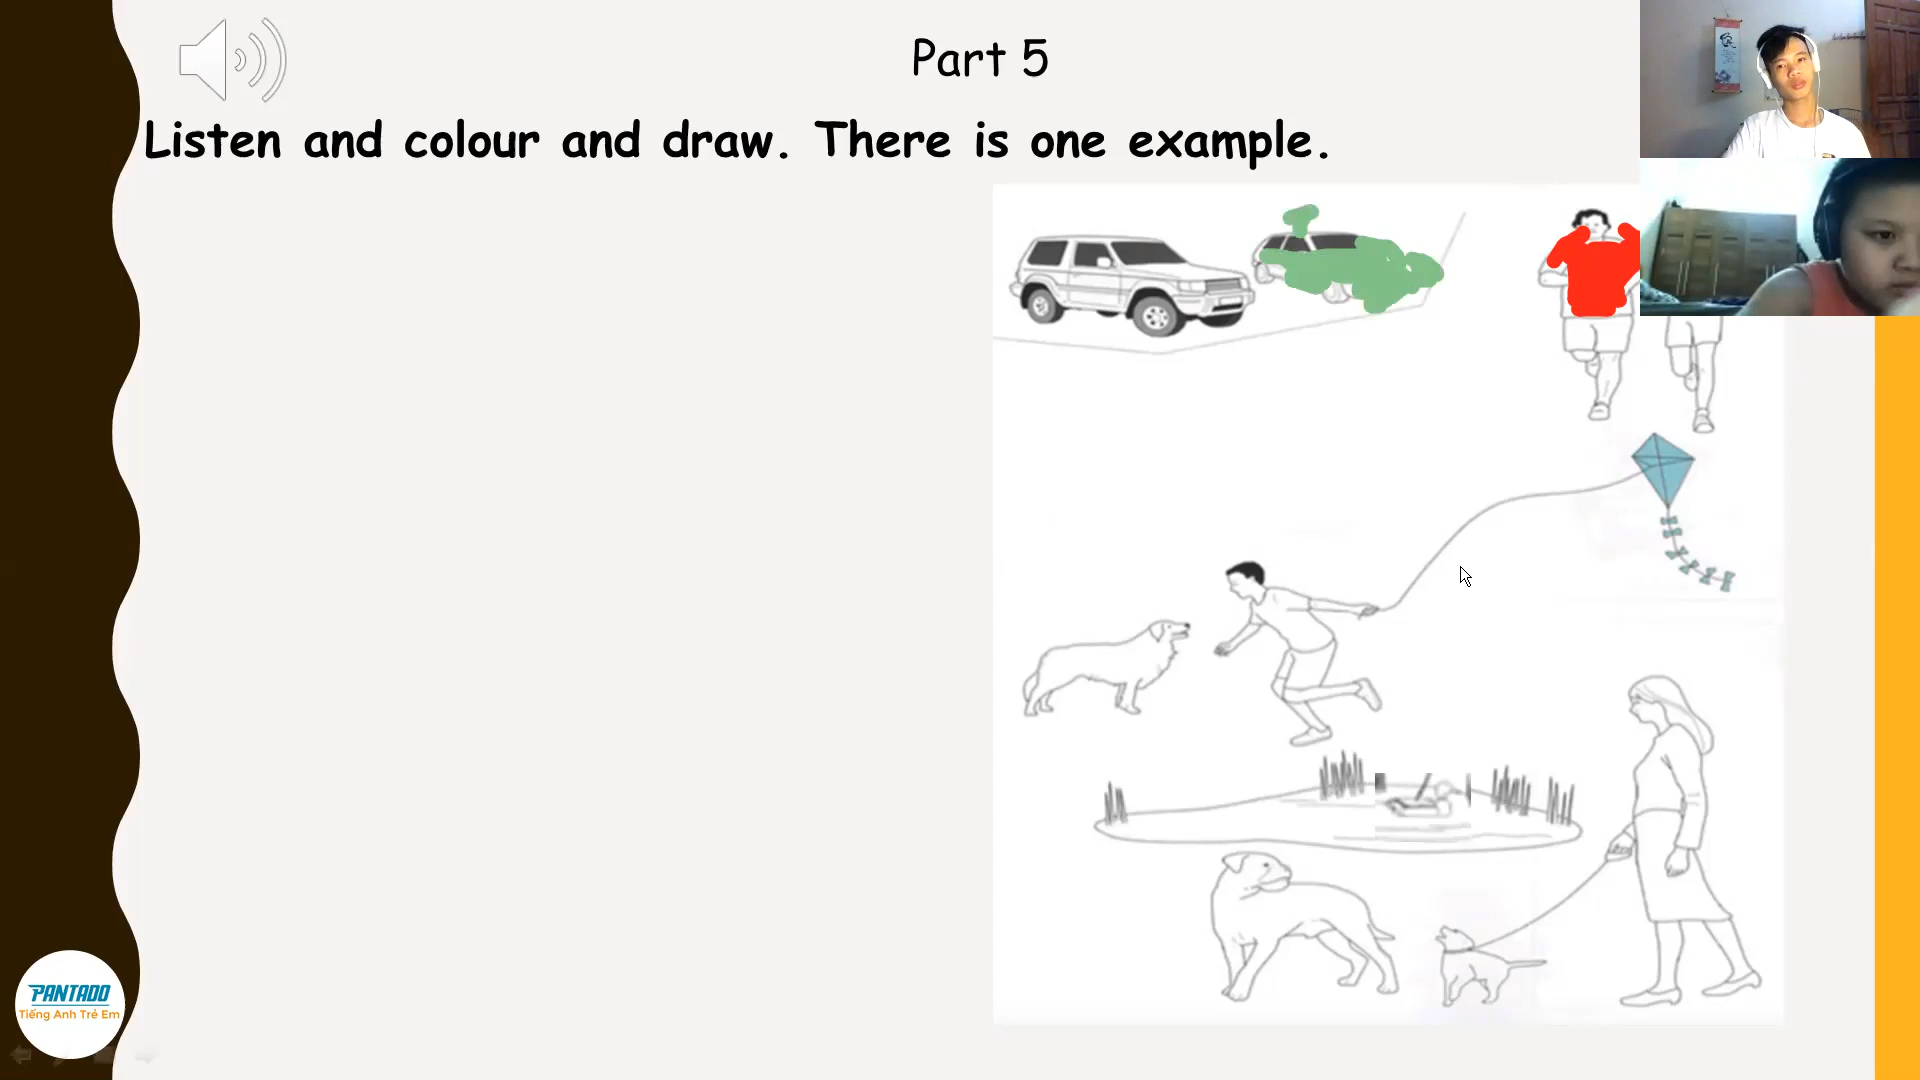 Part 5
Listen and colour and draw. There is one example.
PANTADO
Tiếng Anh Trẻ Em